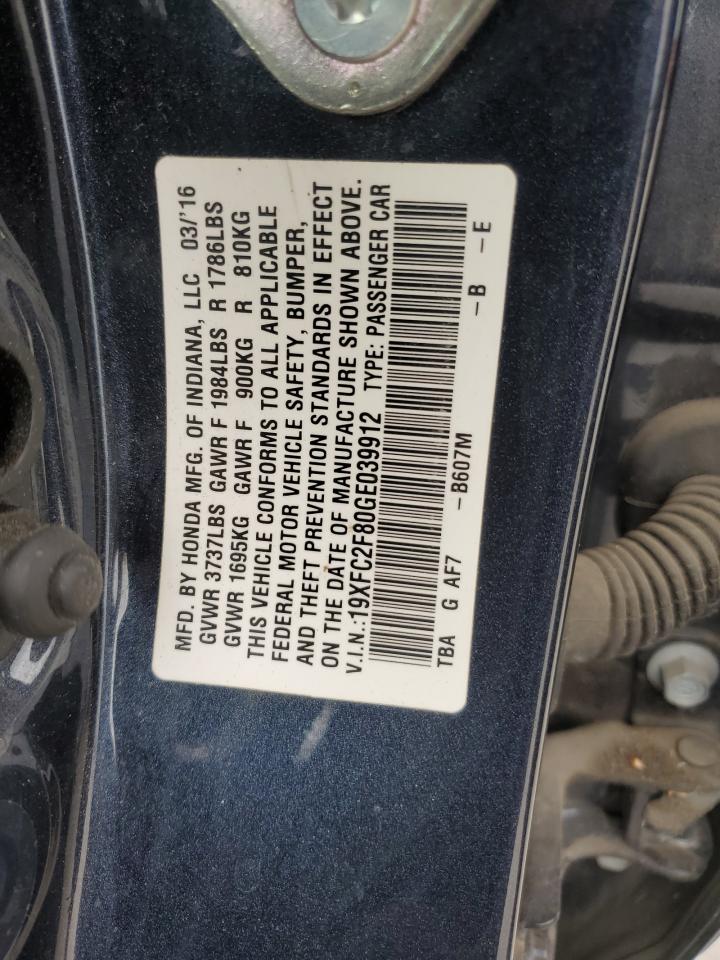 MFD. BY HONDA MFG. OF INDIANA, LLC 03/'16
GVWR 3737LBS GAWR F 1984LBS R 1786LBS
GVWR 1695KG GAWR F 900KG R 810KG
THIS VEHICLE CONFORMS TO ALL APPLICABLE
FEDERAL MOTOR VEHICLE SAFETY, BUMPER,
AND THEFT PREVENTION STANDARDS IN EFFECT
ON THE DATE OF MANUFACTURE SHOWN ABOVE.
V.I.N.:19XFC2F80GE039912 TYPE: PASSENGER CAR
TBA G AF7 -B607M -B -E